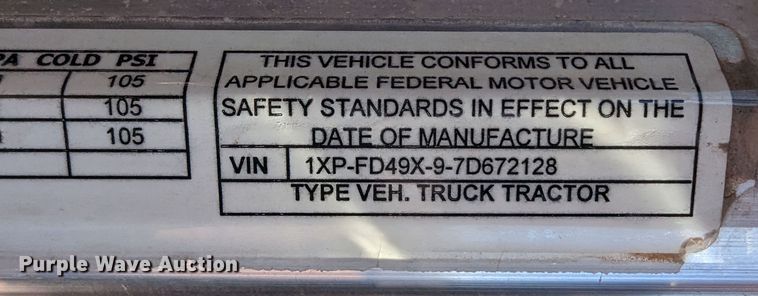 PA COLD PSI
105
105
105
THIS VEHICLE CONFORMS TO ALL
APPLICABLE FEDERAL MOTOR VEHICLE
SAFETY STANDARDS IN EFFECT ON THE
DATE OF MANUFACTURE
VIN 1XP-FD49X-9-7D672128
TYPE VEH. TRUCK TRACTOR
Purple Wave Auction